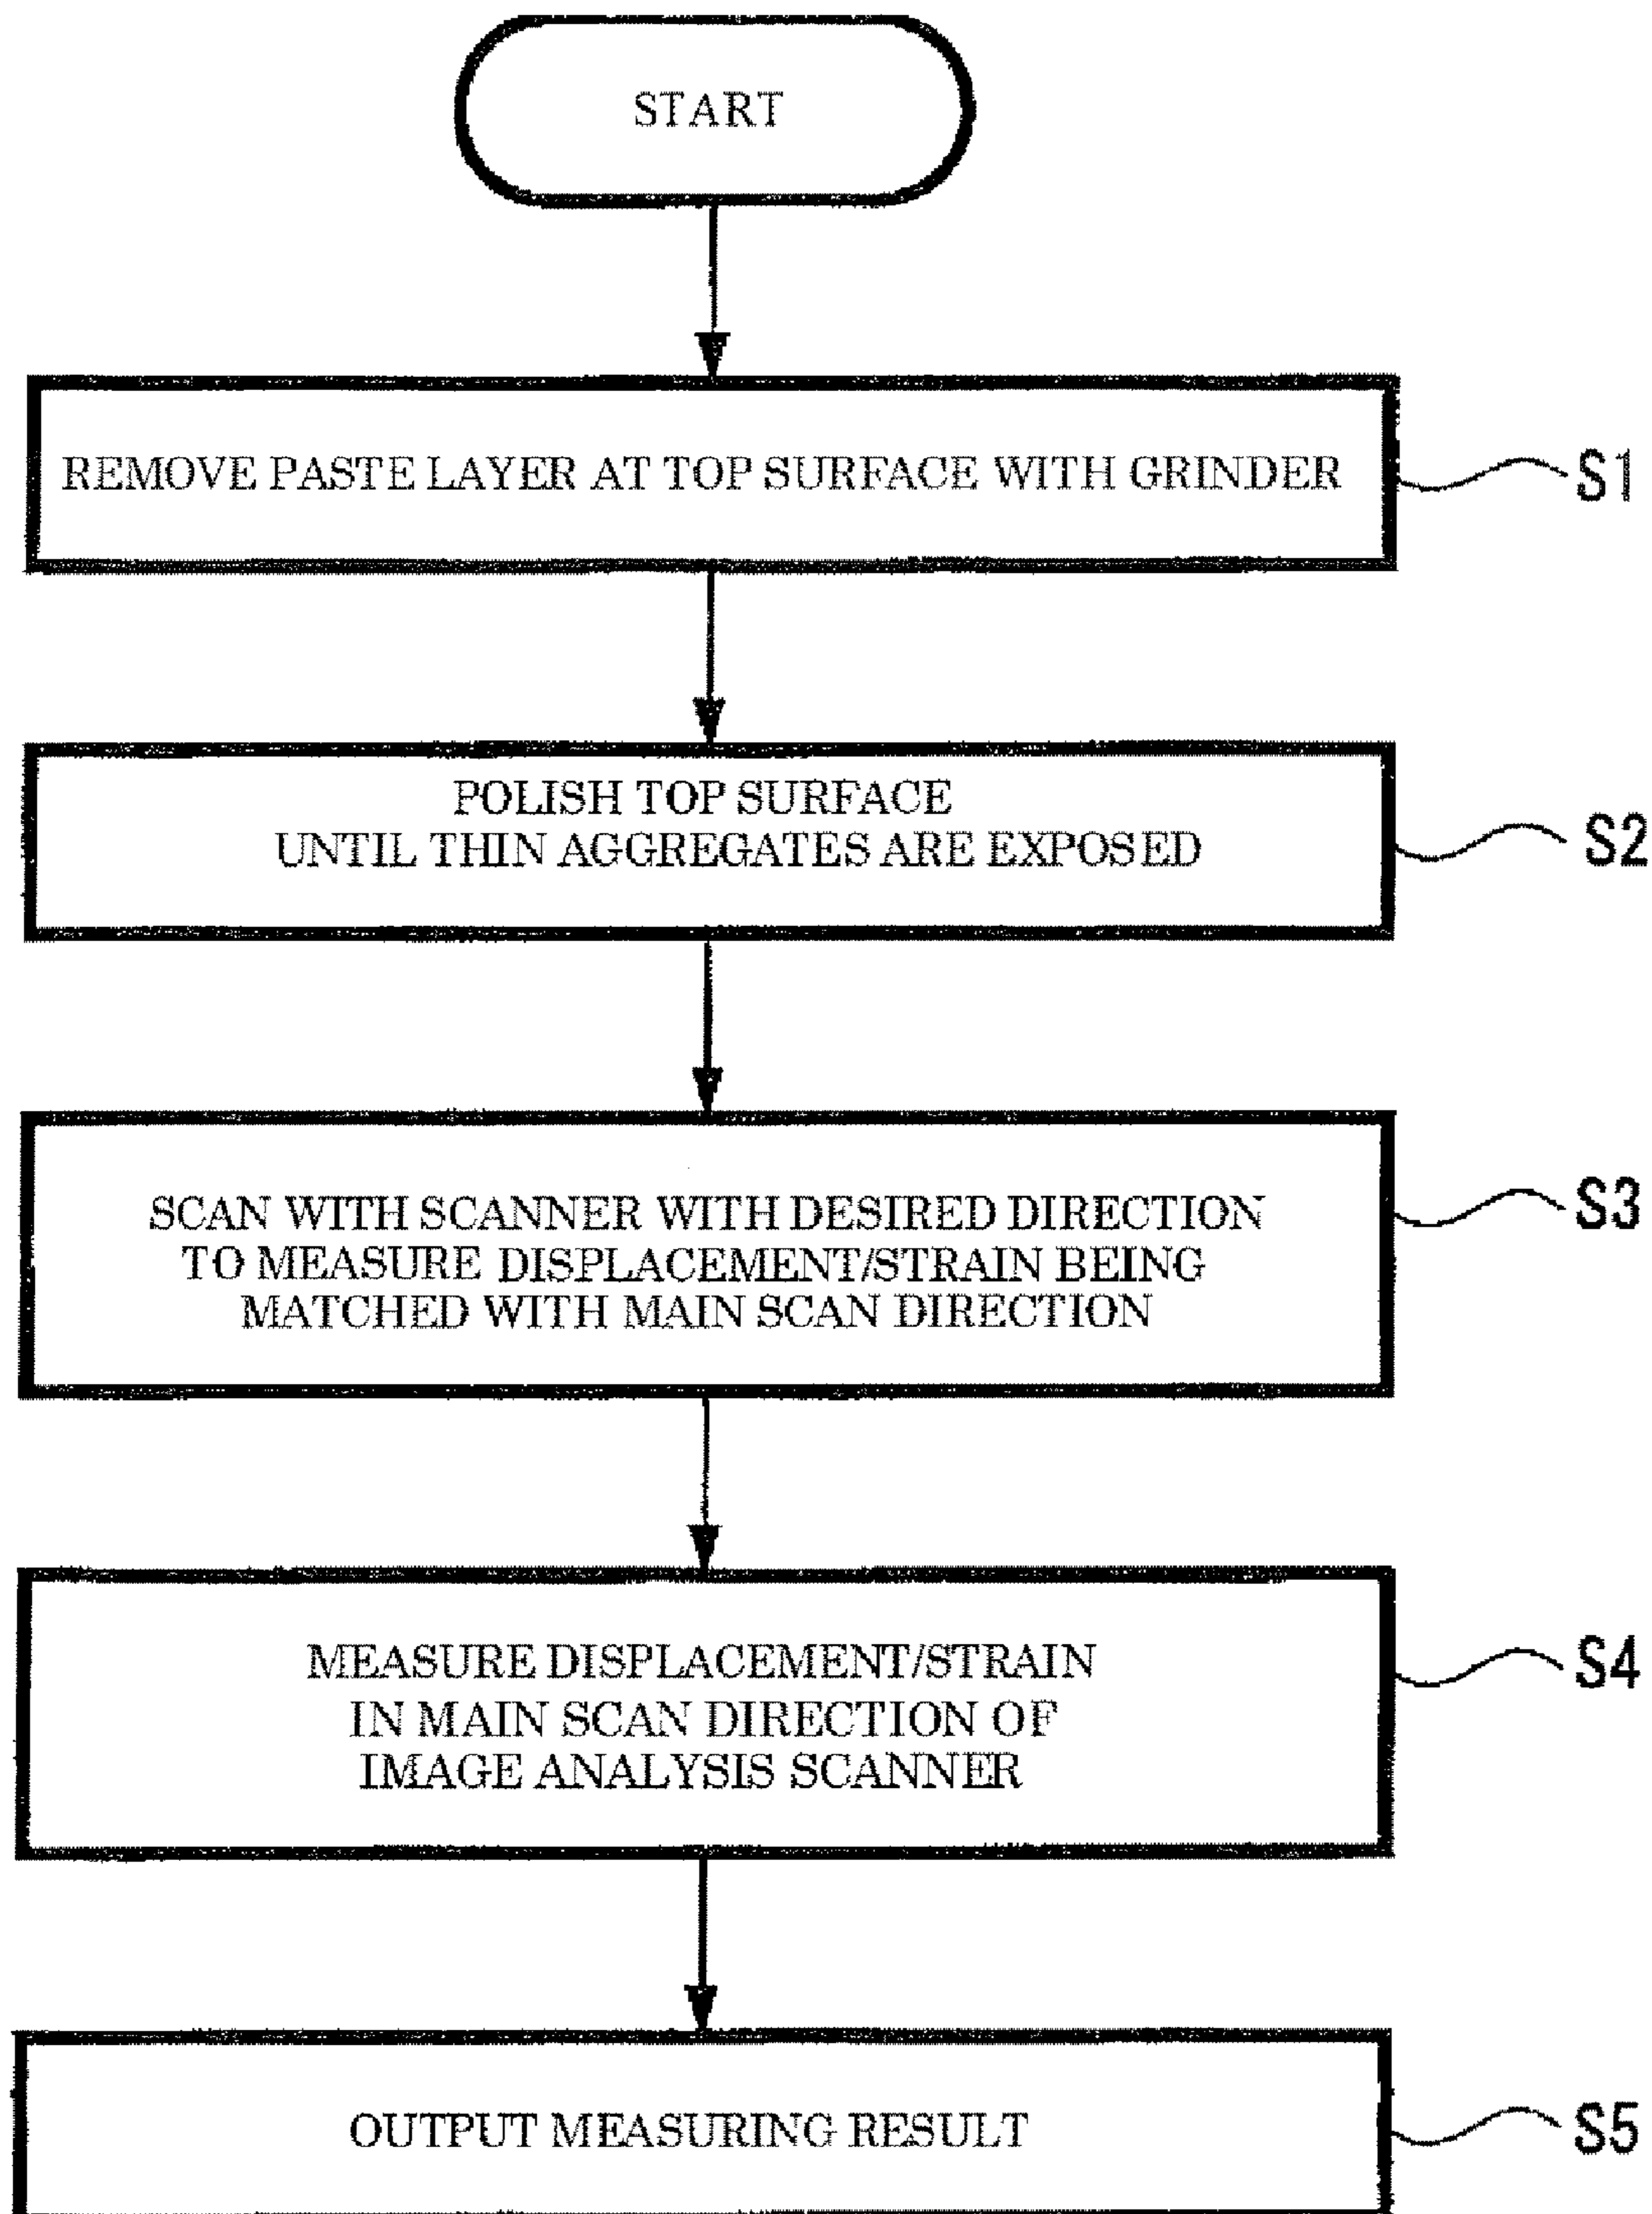 START
REMOVE PASTE LAYER AT TOP SURFACE WITH GRINDER
S1
POLISH TOP SURFACE
UNTIL THIN AGGREGATES ARE EXPOSED
S2
SCAN WITH SCANNER WITH DESIRED DIRECTION
TO MEASURE DISPLACEMENT/STRAIN BEING
MATCHED WITH MAIN SCAN DIRECTION
S3
MEASURE DISPLACEMENT/STRAIN
IN MAIN SCAN DIRECTION OF
IMAGE ANALYSIS SCANNER
S4
OUTPUT MEASURING RESULT
S5